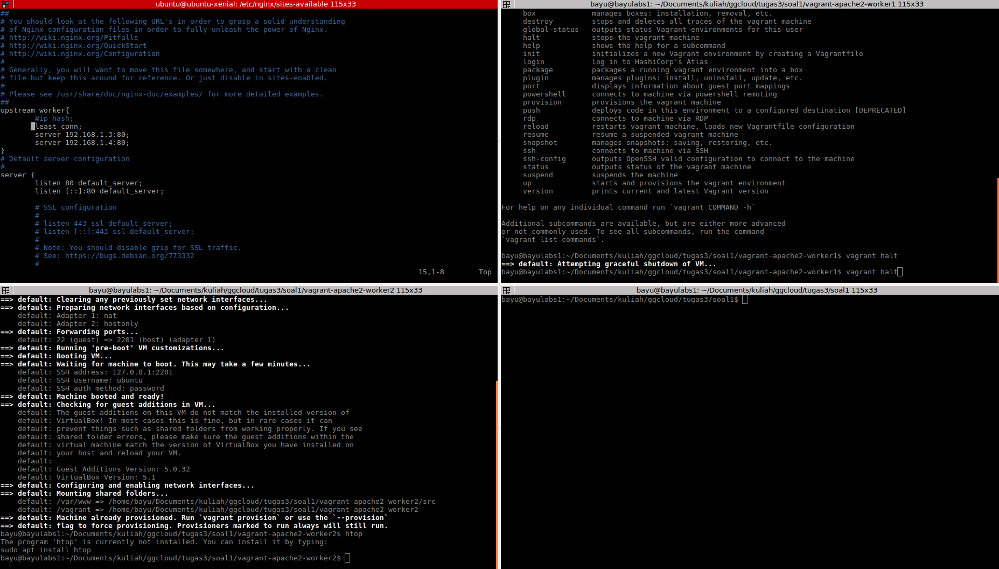 ubuntu@ubuntu-xenial: /etc/nginx/sites-available 115x33
##
# You should look at the following URL's in order to grasp a solid understanding
# of Nginx configuration files in order to fully unleash the power of Nginx.
# http://wiki.nginx.org/Pitfalls
# http://wiki.nginx.org/QuickStart
# http://wiki.nginx.org/Configuration
#
# Generally, you will want to move this file somewhere, and start with a clean
# file but keep this around for reference. Or just disable in sites-enabled.
#
# Please see /usr/share/doc/nginx-doc/examples/ for more detailed examples.
##
upstream worker{
        #ip_hash;
        least_conn;
        server 192.168.1.3:80;
        server 192.168.1.4:80;
}
# Default server configuration
#
server {
        listen 80 default_server;
        listen [::]:80 default_server;
        # SSL configuration
        #
        # listen 443 ssl default_server;
        # listen [::]:443 ssl default_server;
        #
        # Note: You should disable gzip for SSL traffic.
        # See: https://bugs.debian.org/773332
        #
15,1-8        Top
bayu@bayulabs1: ~/Documents/kuliah/ggcloud/tugas3/soal1/vagrant-apache2-worker1 115x33
     box             manages boxes: installation, removal, etc.
     destroy         stops and deletes all traces of the vagrant machine
     global-status   outputs status Vagrant environments for this user
     halt            stops the vagrant machine
     help            shows the help for a subcommand
     init            initializes a new Vagrant environment by creating a Vagrantfile
     login           log in to HashiCorp's Atlas
     package         packages a running vagrant environment into a box
     plugin          manages plugins: install, uninstall, update, etc.
     port            displays information about guest port mappings
     powershell      connects to machine via powershell remoting
     provision       provisions the vagrant machine
     push            deploys code in this environment to a configured destination [DEPRECATED]
     rdp             connects to machine via RDP
     reload          restarts vagrant machine, loads new Vagrantfile configuration
     resume          resume a suspended vagrant machine
     snapshot        manages snapshots: saving, restoring, etc.
     ssh             connects to machine via SSH
     ssh-config      outputs OpenSSH valid configuration to connect to the machine
     status          outputs status of the vagrant machine
     suspend         suspends the machine
     up              starts and provisions the vagrant environment
     version         prints current and latest Vagrant version
For help on any individual command run `vagrant COMMAND -h`
Additional subcommands are available, but are either more advanced
or not commonly used. To see all subcommands, run the command
`vagrant list-commands`.
bayu@bayulabs1:~/Documents/kuliah/ggcloud/tugas3/soal1/vagrant-apache2-worker1$ vagrant halt
==> default: Attempting graceful shutdown of VM...
bayu@bayulabs1:~/Documents/kuliah/ggcloud/tugas3/soal1/vagrant-apache2-worker1$ vagrant halt
bayu@bayulabs1: ~/Documents/kuliah/ggcloud/tugas3/soal1/vagrant-apache2-worker2 115x33
==> default: Clearing any previously set network interfaces...
==> default: Preparing network interfaces based on configuration...
    default: Adapter 1: nat
    default: Adapter 2: hostonly
==> default: Forwarding ports...
    default: 22 (guest) => 2201 (host) (adapter 1)
==> default: Running 'pre-boot' VM customizations...
==> default: Booting VM...
==> default: Waiting for machine to boot. This may take a few minutes...
    default: SSH address: 127.0.0.1:2201
    default: SSH username: ubuntu
    default: SSH auth method: password
==> default: Machine booted and ready!
==> default: Checking for guest additions in VM...
    default: The guest additions on this VM do not match the installed version of
    default: VirtualBox! In most cases this is fine, but in rare cases it can
    default: prevent things such as shared folders from working properly. If you see
    default: shared folder errors, please make sure the guest additions within the
    default: virtual machine match the version of VirtualBox you have installed on
    default: your host and reload your VM.
    default:
    default: Guest Additions Version: 5.0.32
    default: VirtualBox Version: 5.1
==> default: Configuring and enabling network interfaces...
==> default: Mounting shared folders...
    default: /var/www => /home/bayu/Documents/kuliah/ggcloud/tugas3/soal1/vagrant-apache2-worker2/src
    default: /vagrant => /home/bayu/Documents/kuliah/ggcloud/tugas3/soal1/vagrant-apache2-worker2
==> default: Machine already provisioned. Run `vagrant provision` or use the `--provision`
==> default: flag to force provisioning. Provisioners marked to run always will still run.
bayu@bayulabs1:~/Documents/kuliah/ggcloud/tugas3/soal1/vagrant-apache2-worker2$ htop
The program 'htop' is currently not installed. You can install it by typing:
sudo apt install htop
bayu@bayulabs1:~/Documents/kuliah/ggcloud/tugas3/soal1/vagrant-apache2-worker2$
bayu@bayulabs1: ~/Documents/kuliah/ggcloud/tugas3/soal1 115x33
bayu@bayulabs1:~/Documents/kuliah/ggcloud/tugas3/soal1$